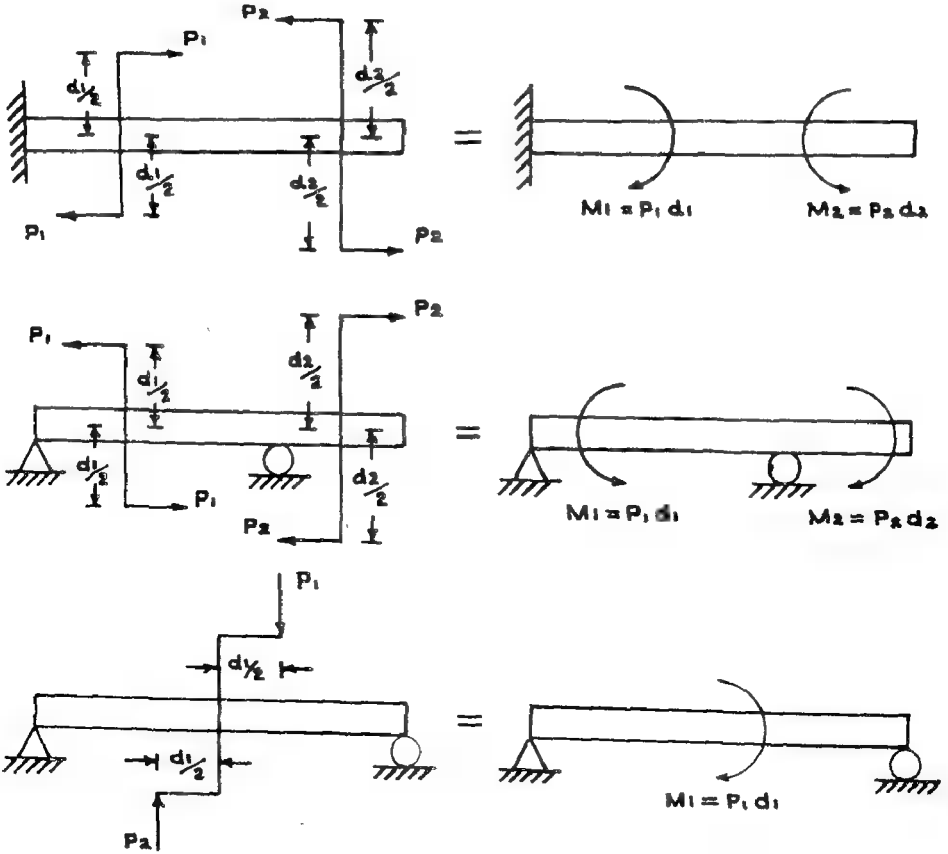 P2
P1
d1/2
d2/2
=
d1/2
d2/2
M1 = P1 d1
M2 = P2 d2
P1
P2
P2
P1
d1/2
d2/2
=
d1/2
d2/2
P1
P2
M1 = P1 d1
M2 = P2 d2
P1
d1/2
=
d1/2
M1 = P1 d1
P2